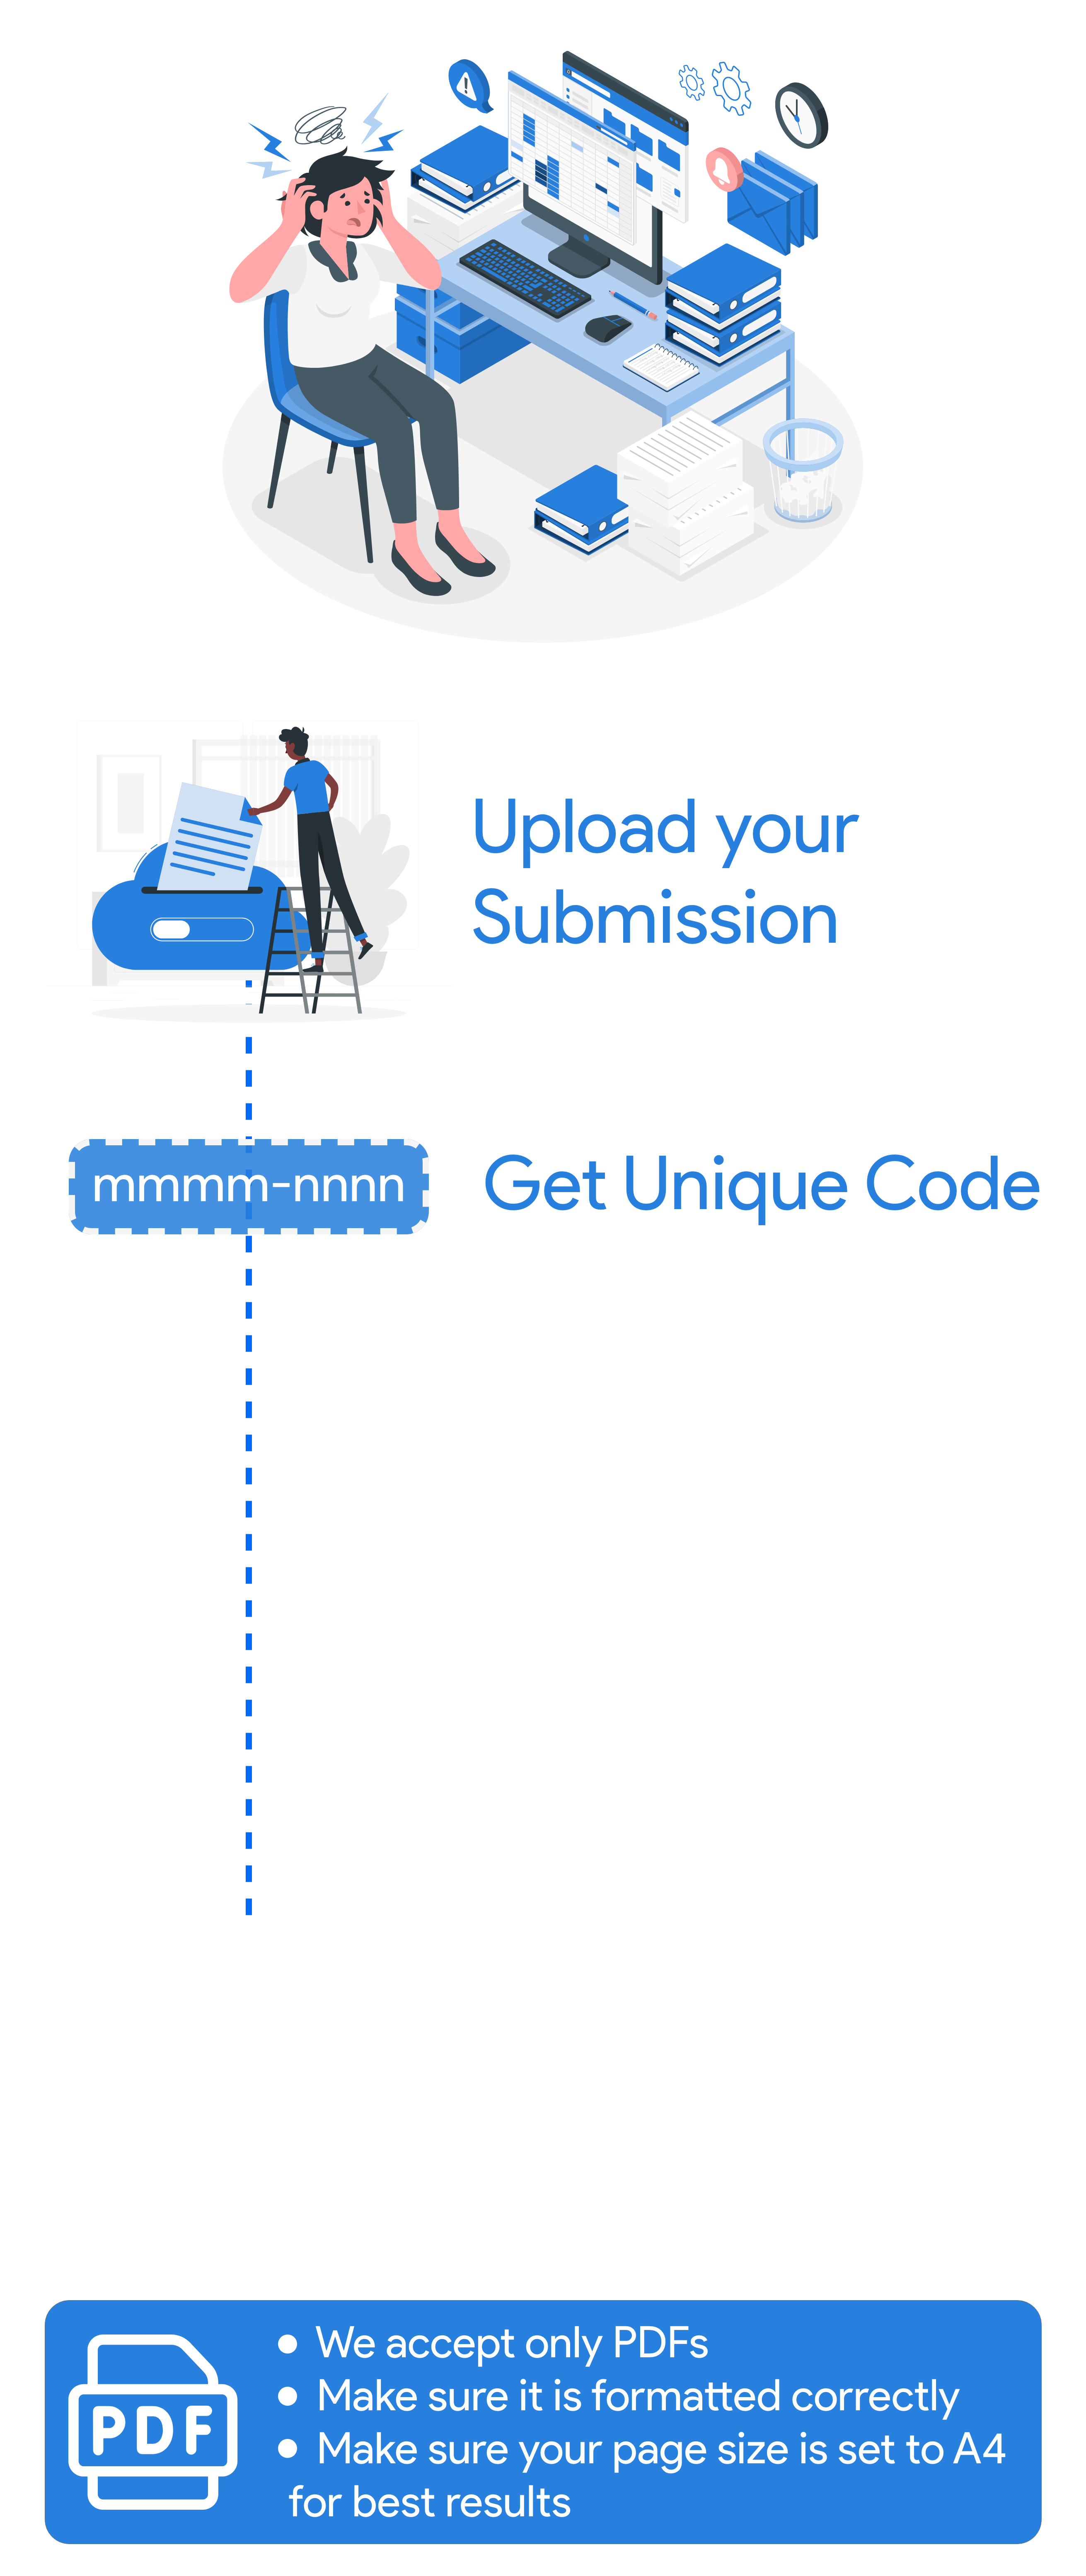 Upload your
Submission
mmmm-nnnn
Get Unique Code
PDF
We accept only PDFs
Make sure it is formatted correctly
Make sure your page size is set to A4
for best results